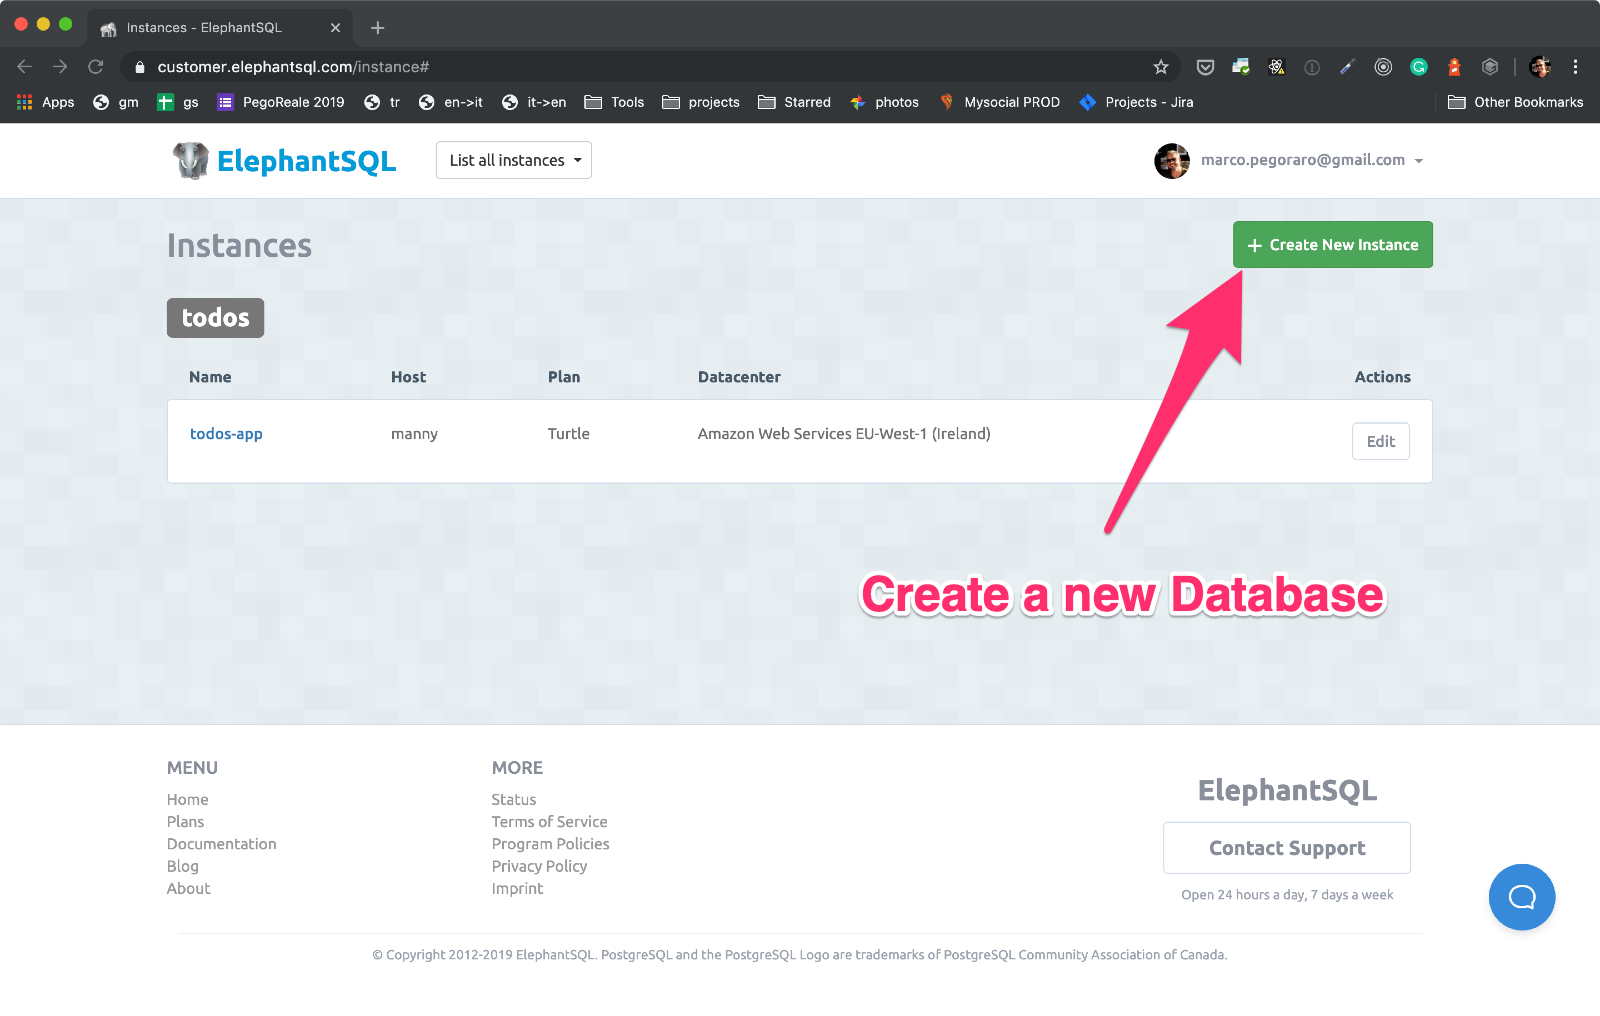 Instances - ElephantSQL
customer.elephantsql.com/instance#
Apps gm gs PegoReale 2019 tr en->it it->en Tools projects Starred photos Mysocial PROD Projects - Jira Other Bookmarks
ElephantSQL List all instances marco.pegoraro@gmail.com
Instances + Create New Instance
todos
Name Host Plan Datacenter Actions
todos-app manny Turtle Amazon Web Services EU-West-1 (Ireland) Edit
Create a new Database
MENU
Home
Plans
Documentation
Blog
About
MORE
Status
Terms of Service
Program Policies
Privacy Policy
Imprint
ElephantSQL
Contact Support
Open 24 hours a day, 7 days a week
© Copyright 2012-2019 ElephantSQL. PostgreSQL and the PostgreSQL Logo are trademarks of PostgreSQL Community Association of Canada.